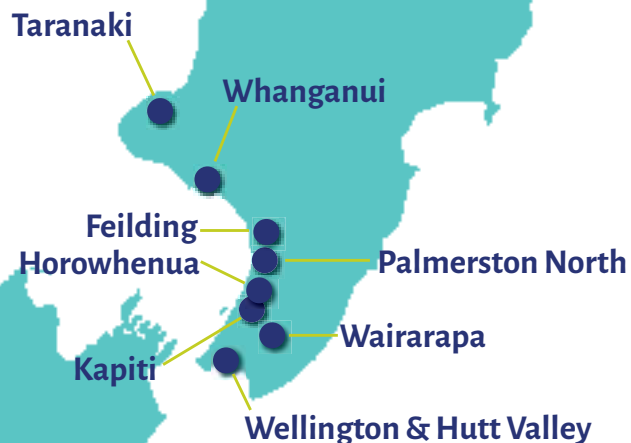 Taranaki
Whanganui
Feilding
Horowhenua
Palmerston North
Wairarapa
Kapiti
Wellington & Hutt Valley